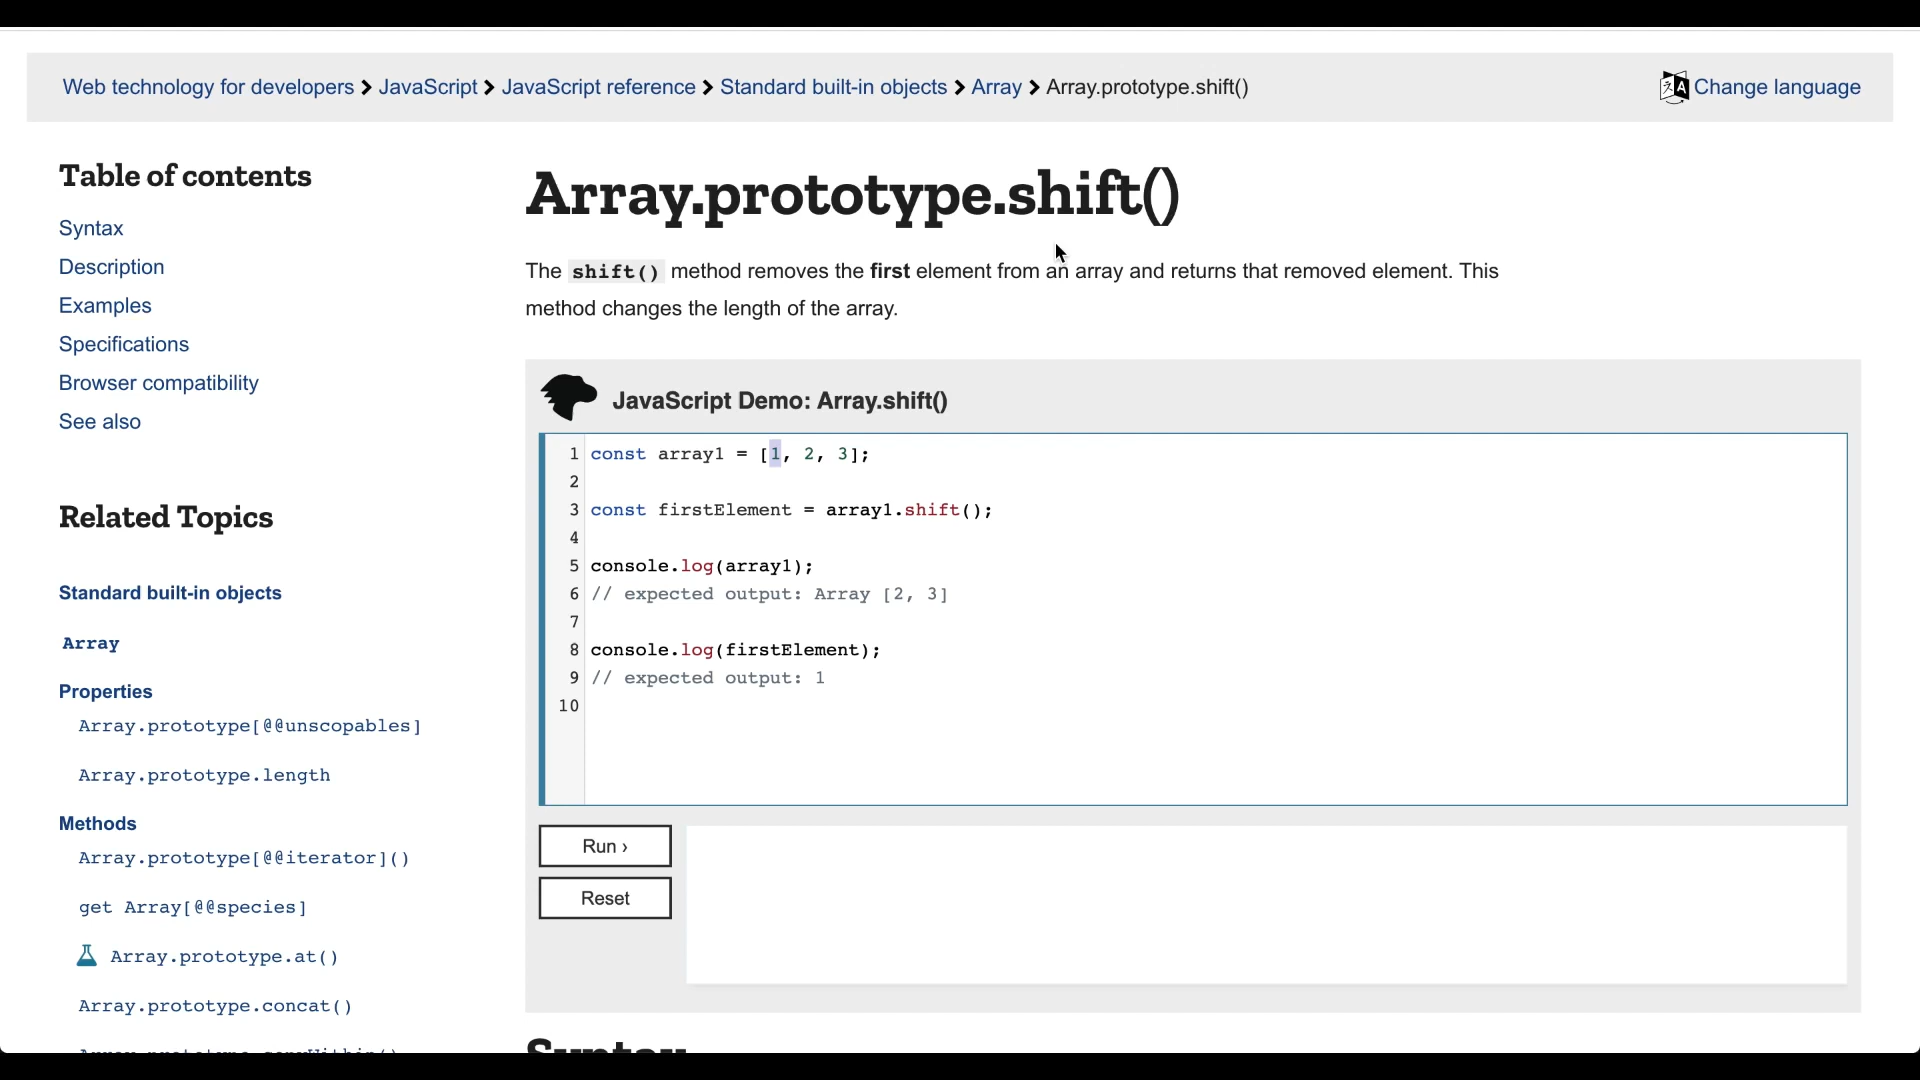 Web technology for developers > JavaScript > JavaScript reference > Standard built-in objects > Array > Array.prototype.shift()
Change language
Table of contents
Syntax
Description
Examples
Specifications
Browser compatibility
See also
Related Topics
Standard built-in objects
Array
Properties
Array.prototype[@@unscopables]
Array.prototype.length
Methods
Array.prototype[@@iterator]()
get Array[@@species]
Array.prototype.at()
Array.prototype.concat()
Array.prototype.shift()
The shift() method removes the first element from an array and returns that removed element. This
method changes the length of the array.
JavaScript Demo: Array.shift()
1 const array1 = [1, 2, 3];
2
3 const firstElement = array1.shift();
4
5 console.log(array1);
6 // expected output: Array [2, 3]
7
8 console.log(firstElement);
9 // expected output: 1
10
Run ›
Reset
Syntax